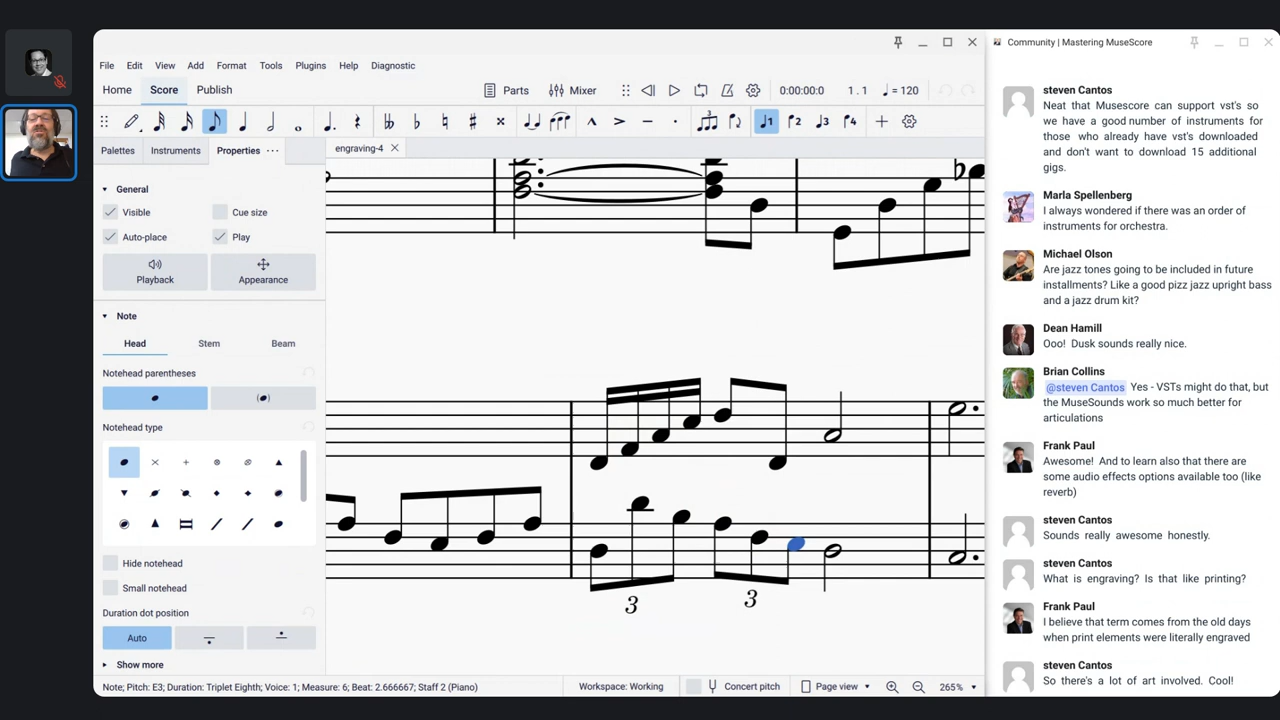 File Edit View Add Format Tools Plugins Help Diagnostic
Home Score Publish
Parts Mixer 0:00:00:0 1 . 1 = 120
1 2 3 4
Palettes Instruments Properties
engraving-4
General
Visible Cue size
Auto-place Play
Playback Appearance
Note
Head Stem Beam
Notehead parentheses
Notehead type
Hide notehead
Small notehead
Duration dot position
Auto
Show more
3 3
Note; Pitch: E3; Duration: Triplet Eighth; Voice: 1; Measure: 6; Beat: 2.666667; Staff 2 (Piano)
Workspace: Working Concert pitch Page view 265%
Community | Mastering MuseScore
steven Cantos
Neat that Musescore can support vst's so
we have a good number of instruments for
those who already have vst's downloaded
and don't want to download 15 additional
gigs.
Marla Spellenberg
I always wondered if there was an order of
instruments for orchestra.
Michael Olson
Are jazz tones going to be included in future
installments? Like a good pizz jazz upright bass
and a jazz drum kit?
Dean Hamill
Ooo! Dusk sounds really nice.
Brian Collins
@steven Cantos Yes - VSTs might do that, but
the MuseSounds work so much better for
articulations
Frank Paul
Awesome! And to learn also that there are
some audio effects options available too (like
reverb)
steven Cantos
Sounds really awesome honestly.
steven Cantos
What is engraving? Is that like printing?
Frank Paul
I believe that term comes from the old days
when print elements were literally engraved
steven Cantos
So there's a lot of art involved. Cool!